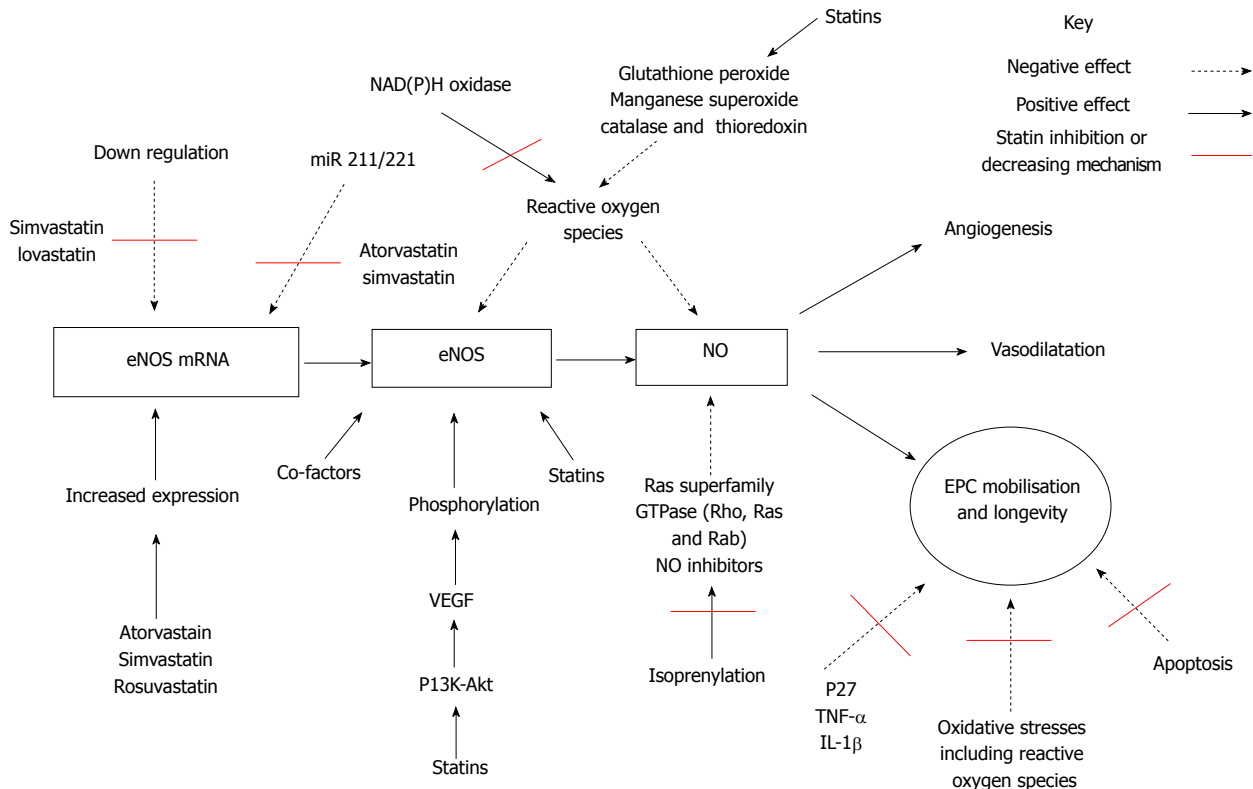 Statins
Key
Glutathione peroxide
Manganese superoxide
catalase and thioredoxin
NAD(P)H oxidase
Negative effect
Positive effect
Statin inhibition or
decreasing mechanism
Down regulation
miR 211/221
Simvastatin
lovastatin
Reactive oxygen
species
Atorvastatin
simvastatin
Angiogenesis
eNOS mRNA
eNOS
NO
Vasodilatation
Co-factors
Statins
Increased expression
Phosphorylation
Ras superfamily
GTPase (Rho, Ras
and Rab)
NO inhibitors
EPC mobilisation
and longevity
VEGF
Atorvastain
Simvastatin
Rosuvastatin
P13K-Akt
Isoprenylation
Apoptosis
P27
TNF-α
IL-1β
Oxidative stresses
including reactive
oxygen species
Statins